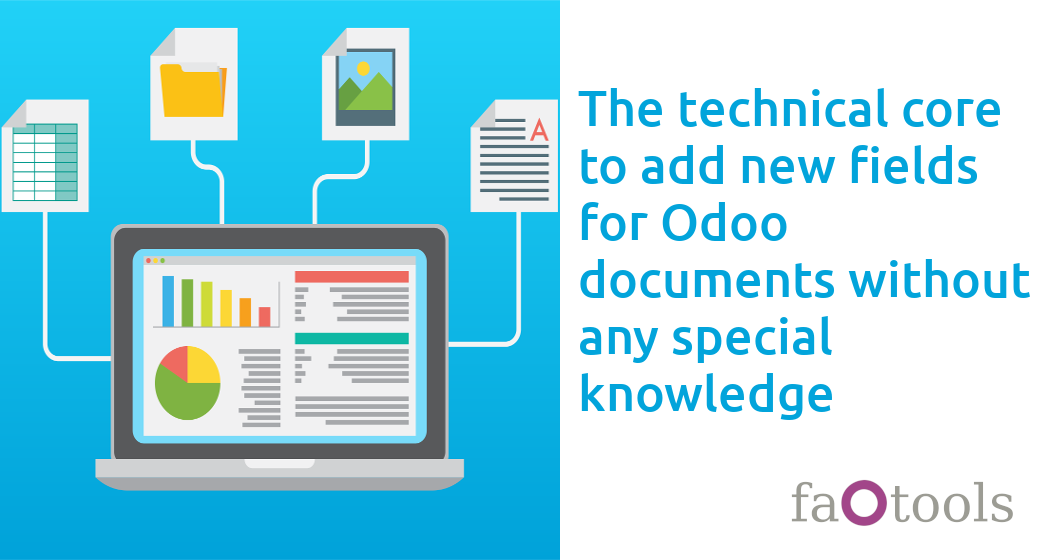 A
The technical core
to add new fields
for Odoo
documents without
any special
knowledge
faOtools